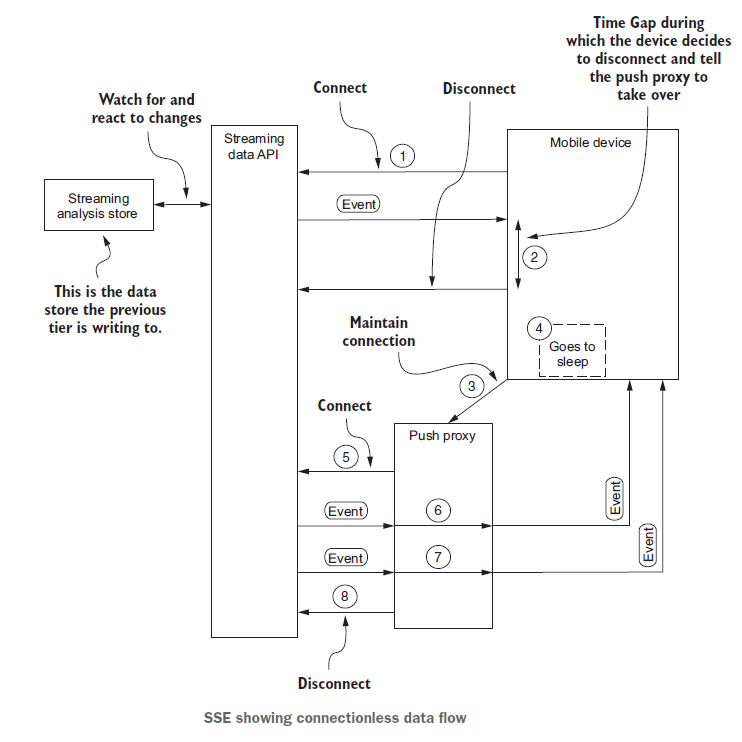 Time Gap during
which the device decides
to disconnect and tell
the push proxy to
take over
Connect
Disconnect
Watch for and
react to changes
Streaming
data API
Mobile device
1
Streaming
analysis store
Event
2
This is the data
store the previous
tier is writing to.
Maintain
connection
4
Goes to
sleep
3
Connect
Push proxy
5
Event
6
Event
Event
7
Event
8
Disconnect
SSE showing connectionless data flow